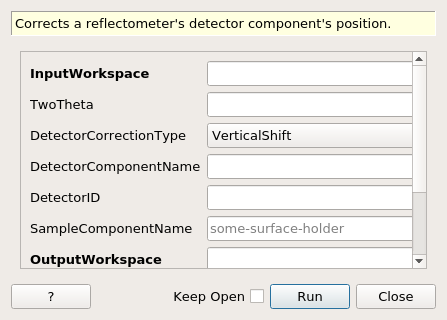 Corrects a reflectometer's detector component's position.
InputWorkspace
TwoTheta
DetectorCorrectionType VerticalShift
DetectorComponentName
DetectorID
SampleComponentName some-surface-holder
OutputWorkspace
? Keep Open Run Close